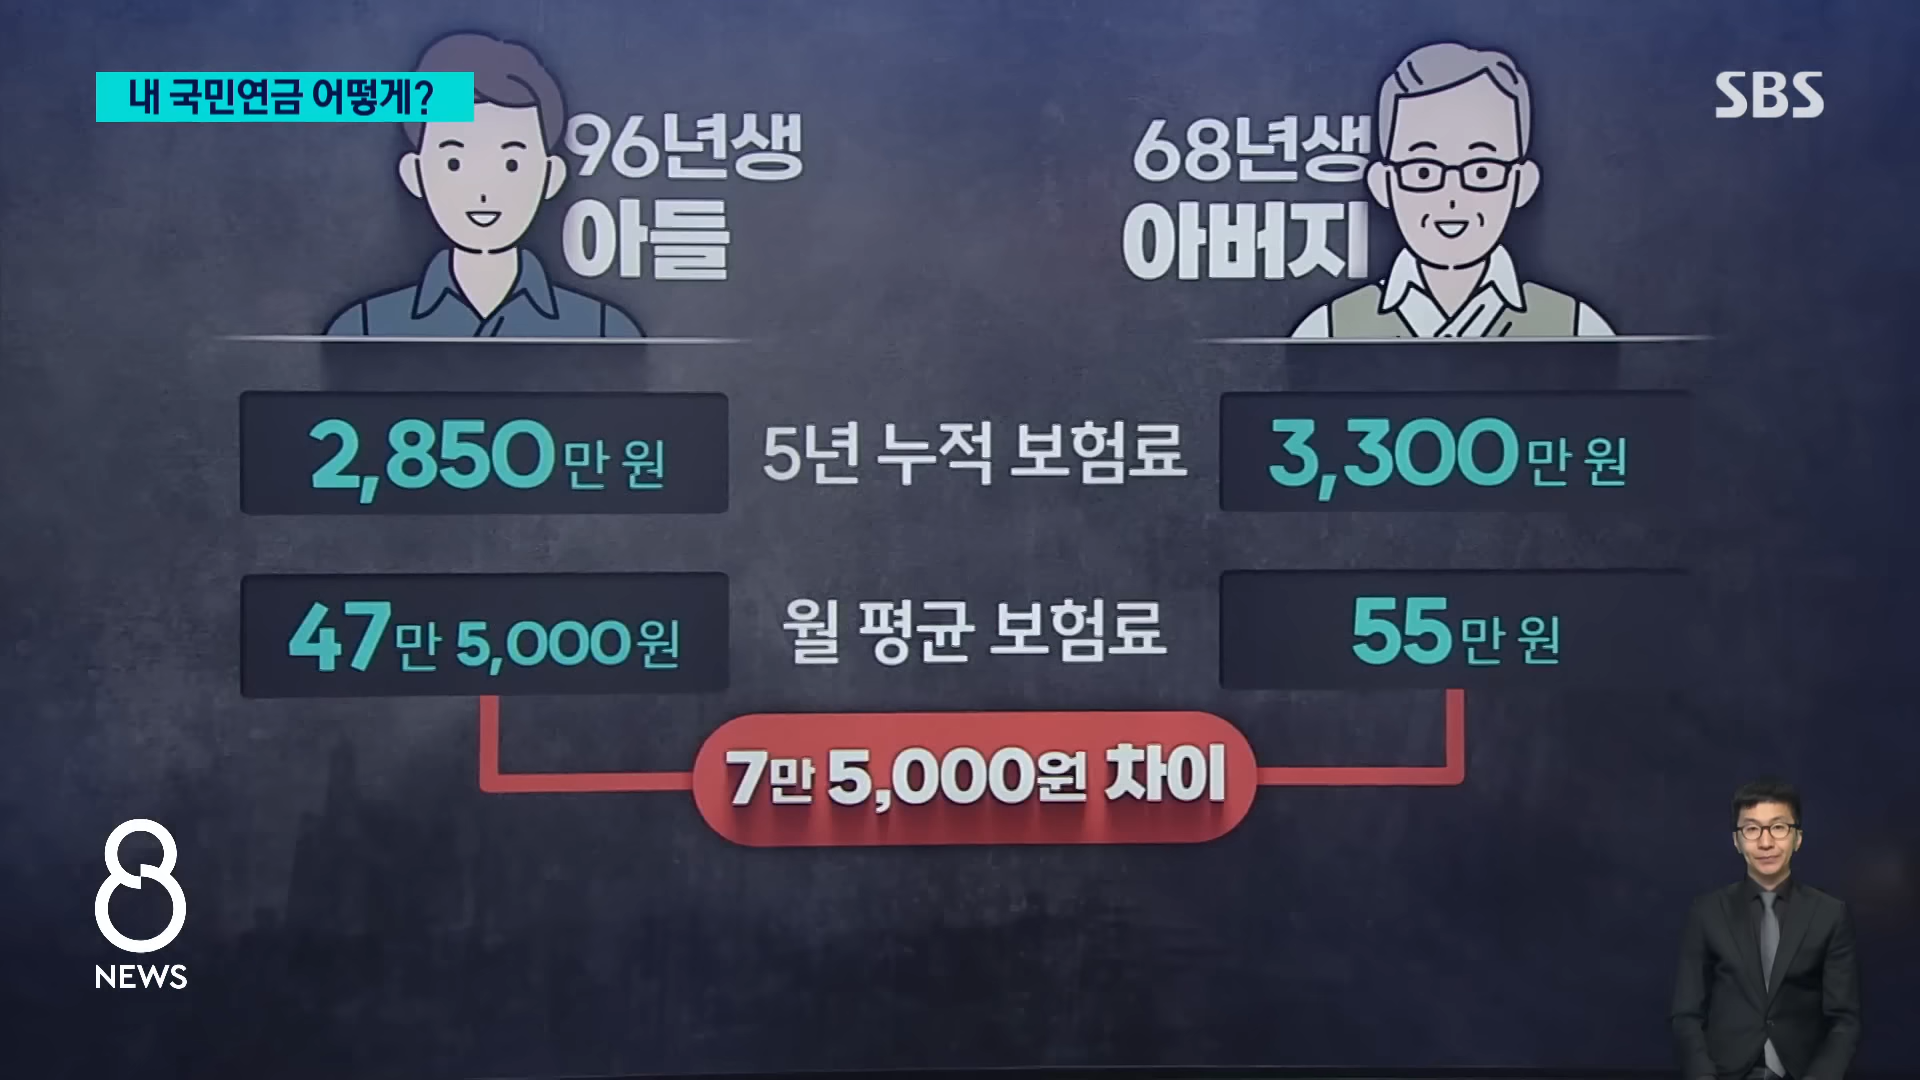 내 국민연금 어떻게?
SBS
96년생
아들
68년생
아버지
2,850만 원
5년 누적 보험료
3,300만 원
47만 5,000원
월 평균 보험료
55만 원
7만 5,000원 차이
8
NEWS